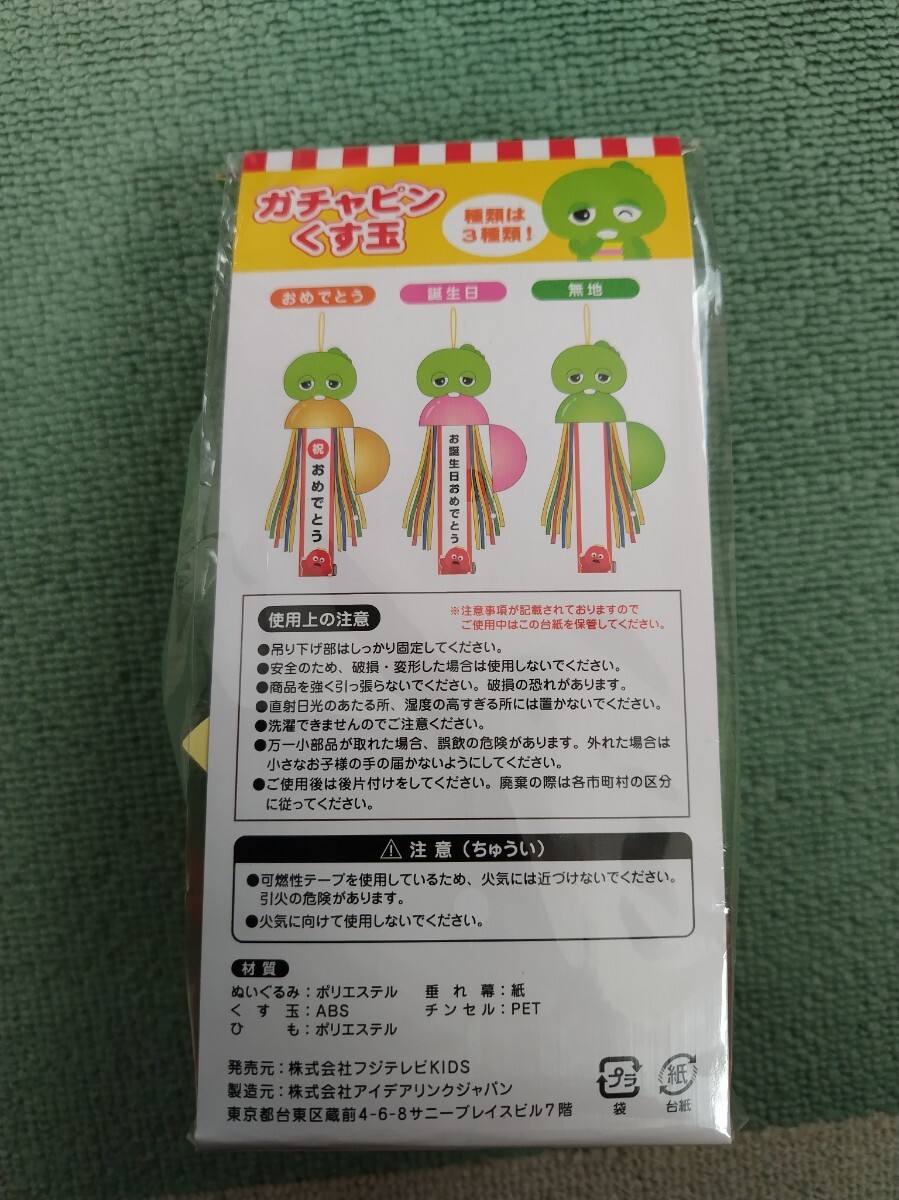 ガチャピン
くす玉
種類は
3種類!
おめでとう
誕生日
無地
祝おめでとう
お誕生日おめでとう
使用上の注意
※注意事項が記載されておりますので
ご使用中はこの台紙を保管してください。
●吊り下げ部はしっかり固定してください。
●安全のため、破損・変形した場合は使用しないでください。
●商品を強く引っ張らないでください。破損の恐れがあります。
●直射日光のあたる所、湿度の高すぎる所には置かないでください。
●洗濯できませんのでご注意ください。
●万一小部品が取れた場合、誤飲の危険があります。外れた場合は
小さなお子様の手の届かないようにしてください。
●ご使用後は後片付けをしてください。廃棄の際は各市町村の区分
に従ってください。
⚠ 注意(ちゅうい)
●可燃性テープを使用しているため、火気には近づけないでください。
引火の危険があります。
●火気に向けて使用しないでください。
材質
ぬいぐるみ:ポリエステル 垂れ幕:紙
くす玉:ABS チンセル:PET
ひも:ポリエステル
発売元:株式会社フジテレビKIDS
製造元:株式会社アイデアリンクジャパン
東京都台東区蔵前4-6-8サニープレイスビル7階
プラ
袋
紙
台紙